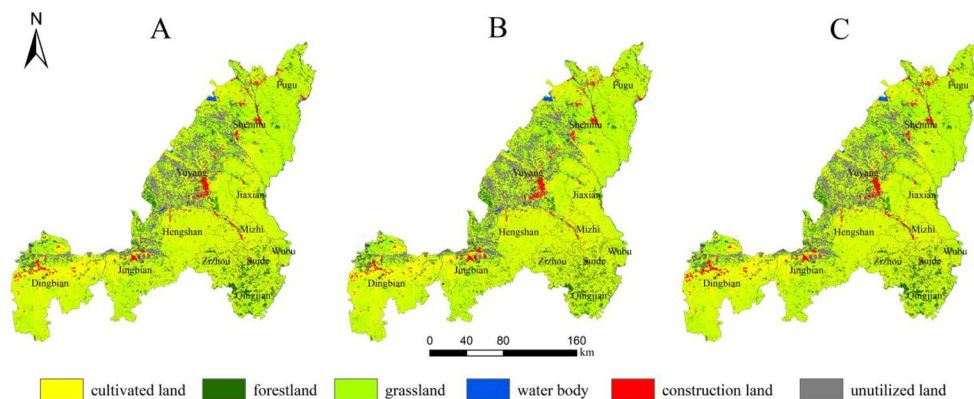 N
A
B
C
Fugu
Shenmu
Yuyang
Jiaxian
Hengshan
Mizhi
Wubu
Zizhou
Suide
Jingbian
Dingbian
Qingjian
Fugu
Shenmu
Yuyang
Jiaxian
Hengshan
Mizhi
Wubu
Zizhou
Suide
Jingbian
Dingbian
Qingjian
Fugu
Shenmu
Yuyang
Jiaxian
Hengshan
Mizhi
Wubu
Zizhou
Suide
Jingbian
Dingbian
Qingjian
0 40 80 160
km
cultivated land forestland grassland water body construction land unutilized land